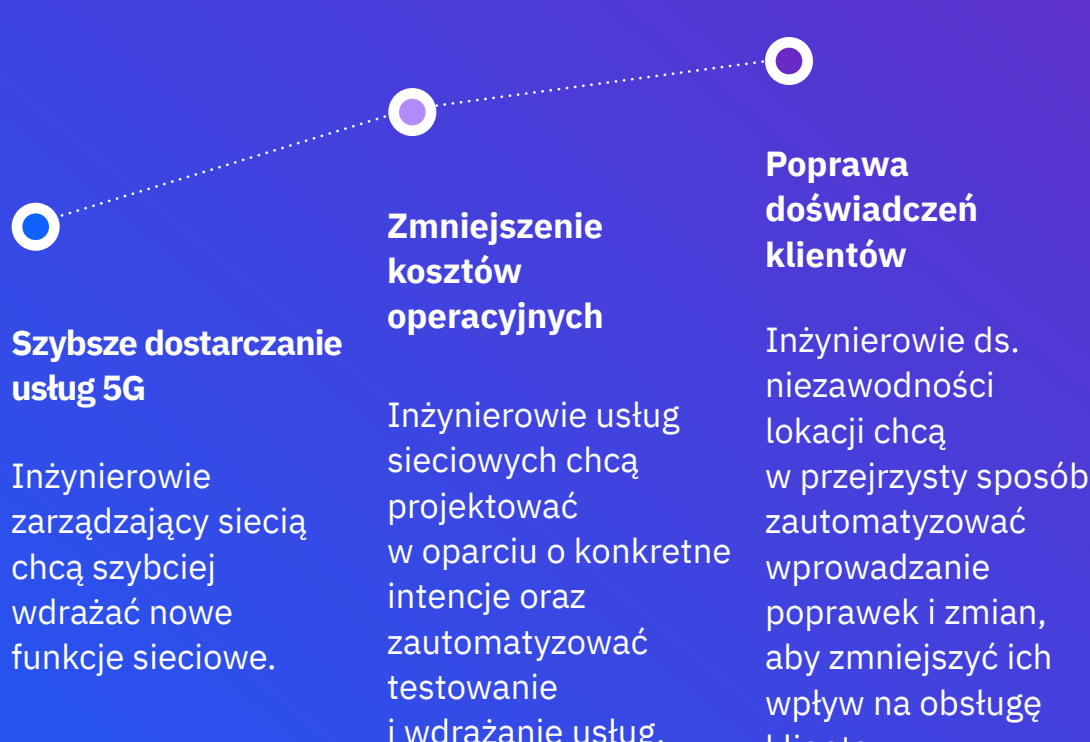 Szybsze dostarczanie
usług 5G
Inżynierowie
zarządzający siecią
chcą szybciej
wdrażać nowe
funkcje sieciowe.
Zmniejszenie
kosztów
operacyjnych
Inżynierowie usług
sieciowych chcą
projektować
w oparciu o konkretne
intencje oraz
zautomatyzować
testowanie
i wdrażanie usług.
Poprawa
doświadczeń
klientów
Inżynierowie ds.
niezawodności
lokacji chcą
w przejrzysty sposób
zautomatyzować
wprowadzanie
poprawek i zmian,
aby zmniejszyć ich
wpływ na obsługę